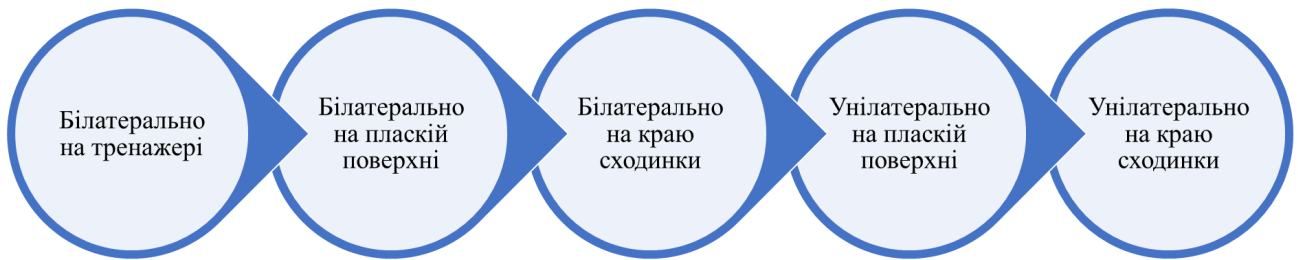 Білатерально
на тренажері
Білатерально
на пласкій
поверхні
Білатерально
на краю
сходинки
Унілатерально
на пласкій
поверхні
Унілатерально
на краю
сходинки